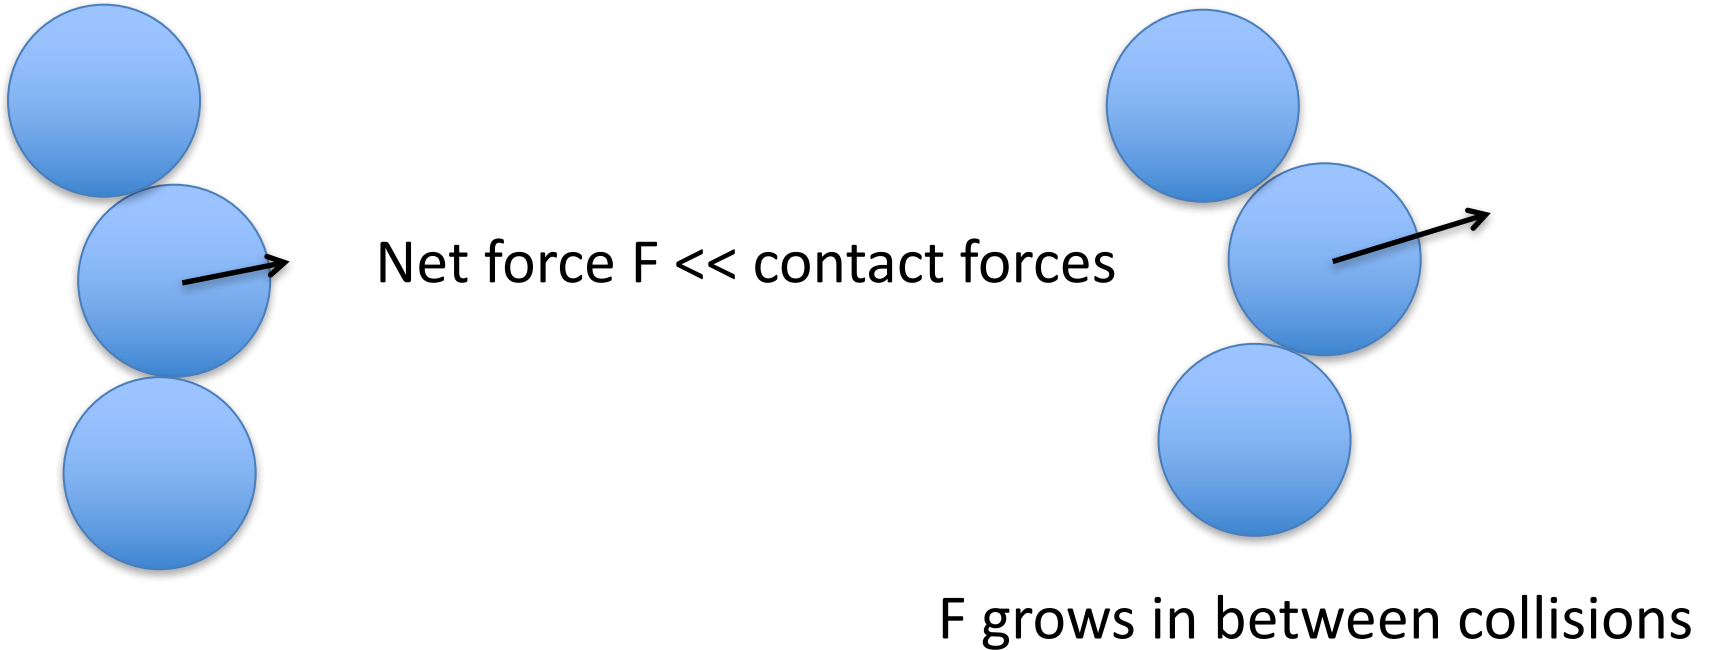 Net force F << contact forces
F grows in between collisions